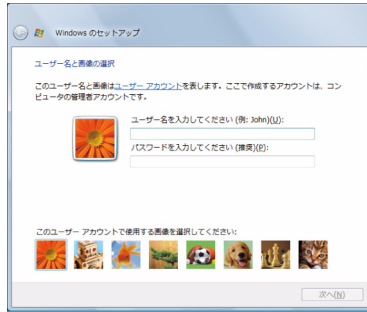 Windows のセットアップ
ユーザー名と画像の選択
このユーザー名と画像はユーザー アカウントを表します。ここで作成するアカウントは、コン
ピュータの管理者アカウントです。
ユーザー名を入力してください (例: John)(U):
パスワードを入力してください (推奨)(P):
このユーザー アカウントで使用する画像を選択してください:
次へ(N)